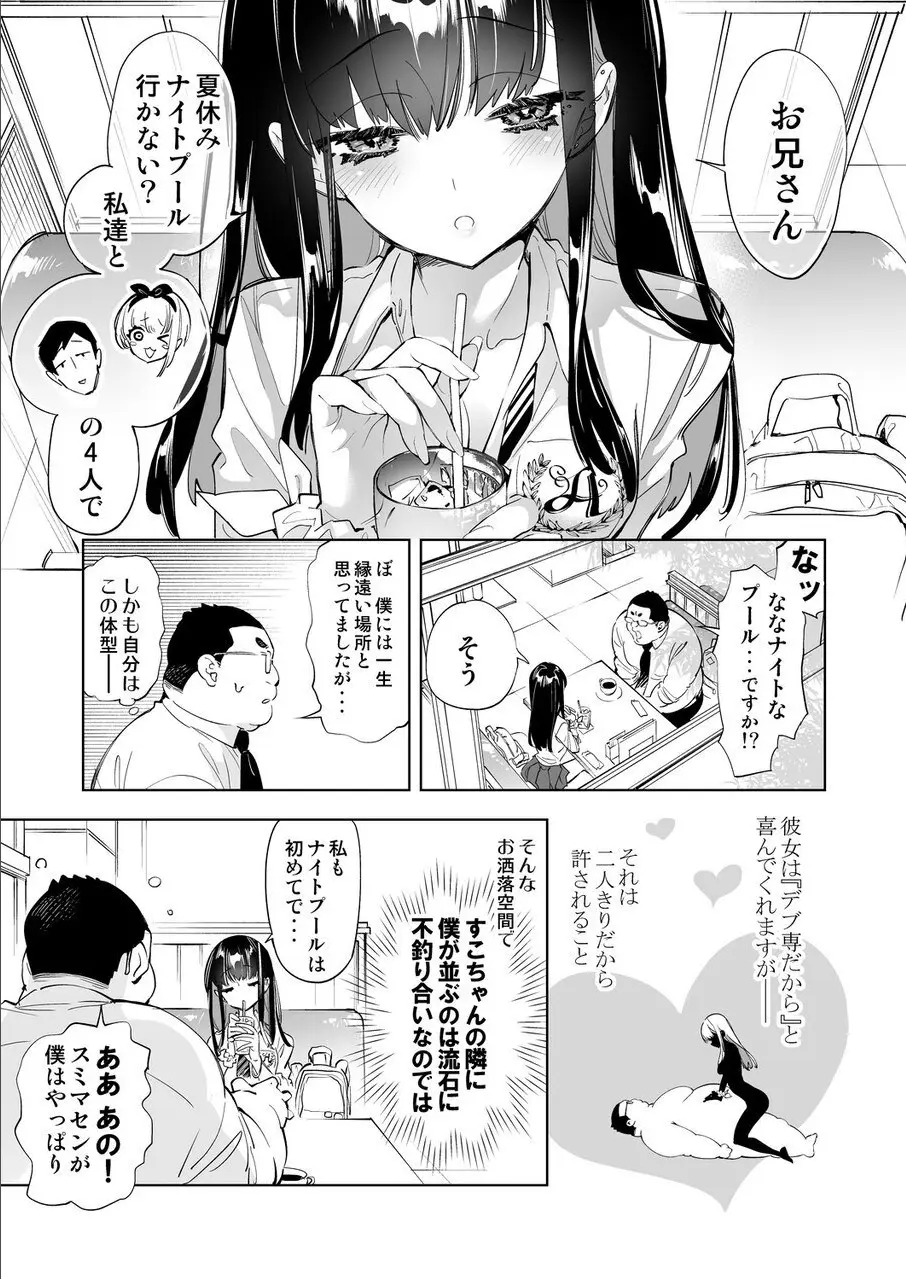 お兄さん
夏休み
ナイトプール
行かない？
私達と
の４人で
A
なッ
ななナイトな
プール･･･ですか!?
そう
ぼ 僕には一生
縁遠い場所と
思ってましたが･･
しかも自分は
この体型――
彼女は『デブ専だから』と
喜んでくれますが――
それは
二人きりだから
許されること
そんな
お洒落空間で
すこちゃんの隣に
僕が並ぶのは流石に
不釣り合いなのでは
私も
ナイトプールは
初めてで･･･
ああ あの！
スミマセンが
僕はやっぱり